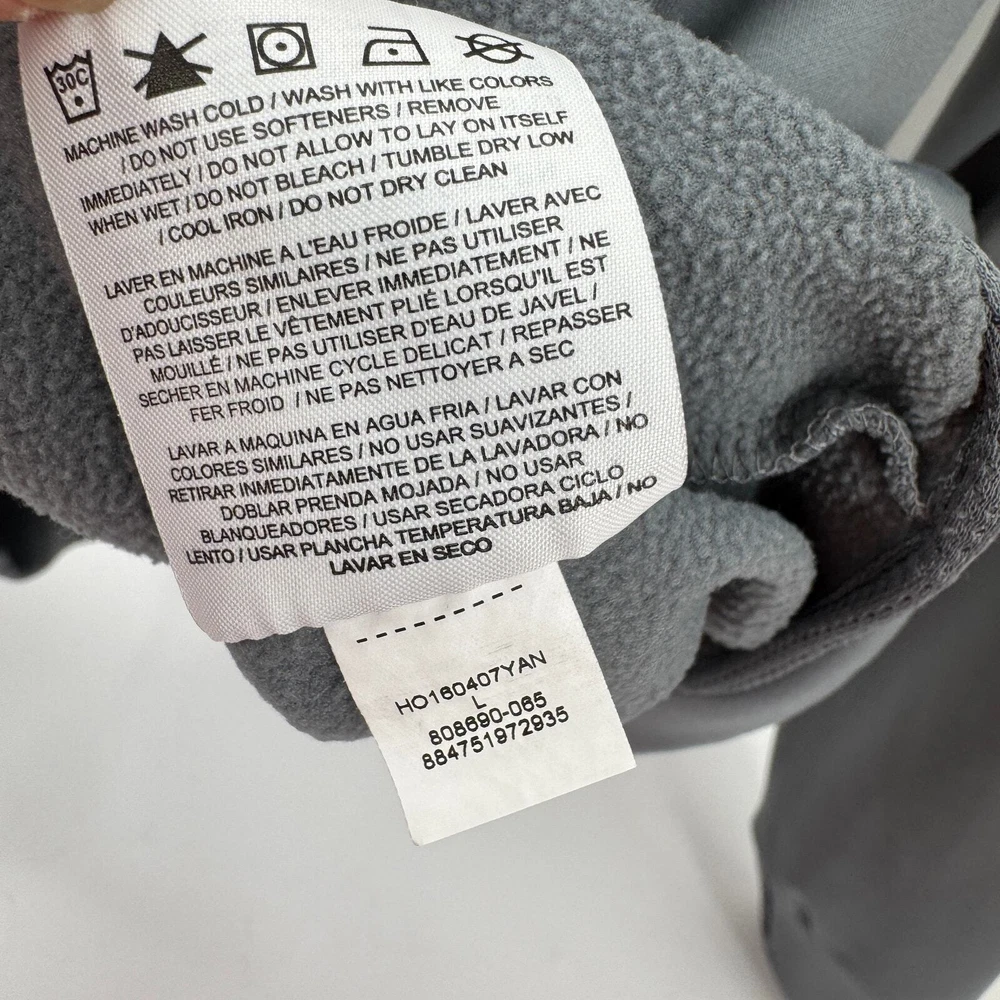 30C
MACHINE WASH COLD / WASH WITH LIKE COLORS
/ DO NOT USE SOFTENERS / REMOVE
IMMEDIATELY / DO NOT ALLOW TO LAY ON ITSELF
WHEN WET / DO NOT BLEACH / TUMBLE DRY LOW
/ COOL IRON / DO NOT DRY CLEAN
LAVER EN MACHINE A L'EAU FROIDE / LAVER AVEC
COULEURS SIMILAIRES / NE PAS UTILISER
D'ADOUCISSEUR / ENLEVER IMMEDIATEMENT / NE
PAS LAISSER LE VÊTEMENT PLIÉ LORSQU'IL EST
MOUILLÉ / NE PAS UTILISER D'EAU DE JAVEL /
SECHER EN MACHINE CYCLE DELICAT / REPASSER
FER FROID / NE PAS NETTOYER A SEC
LAVAR A MAQUINA EN AGUA FRIA / LAVAR CON
COLORES SIMILARES / NO USAR SUAVIZANTES /
RETIRAR INMEDIATAMENTE DE LA LAVADORA / NO
DOBLAR PRENDA MOJADA / NO USAR
BLANQUEADORES / USAR SECADORA CICLO
LENTO / USAR PLANCHA TEMPERATURA BAJA / NO
LAVAR EN SECO
HO160407YAN
L
808690-065
884751972935